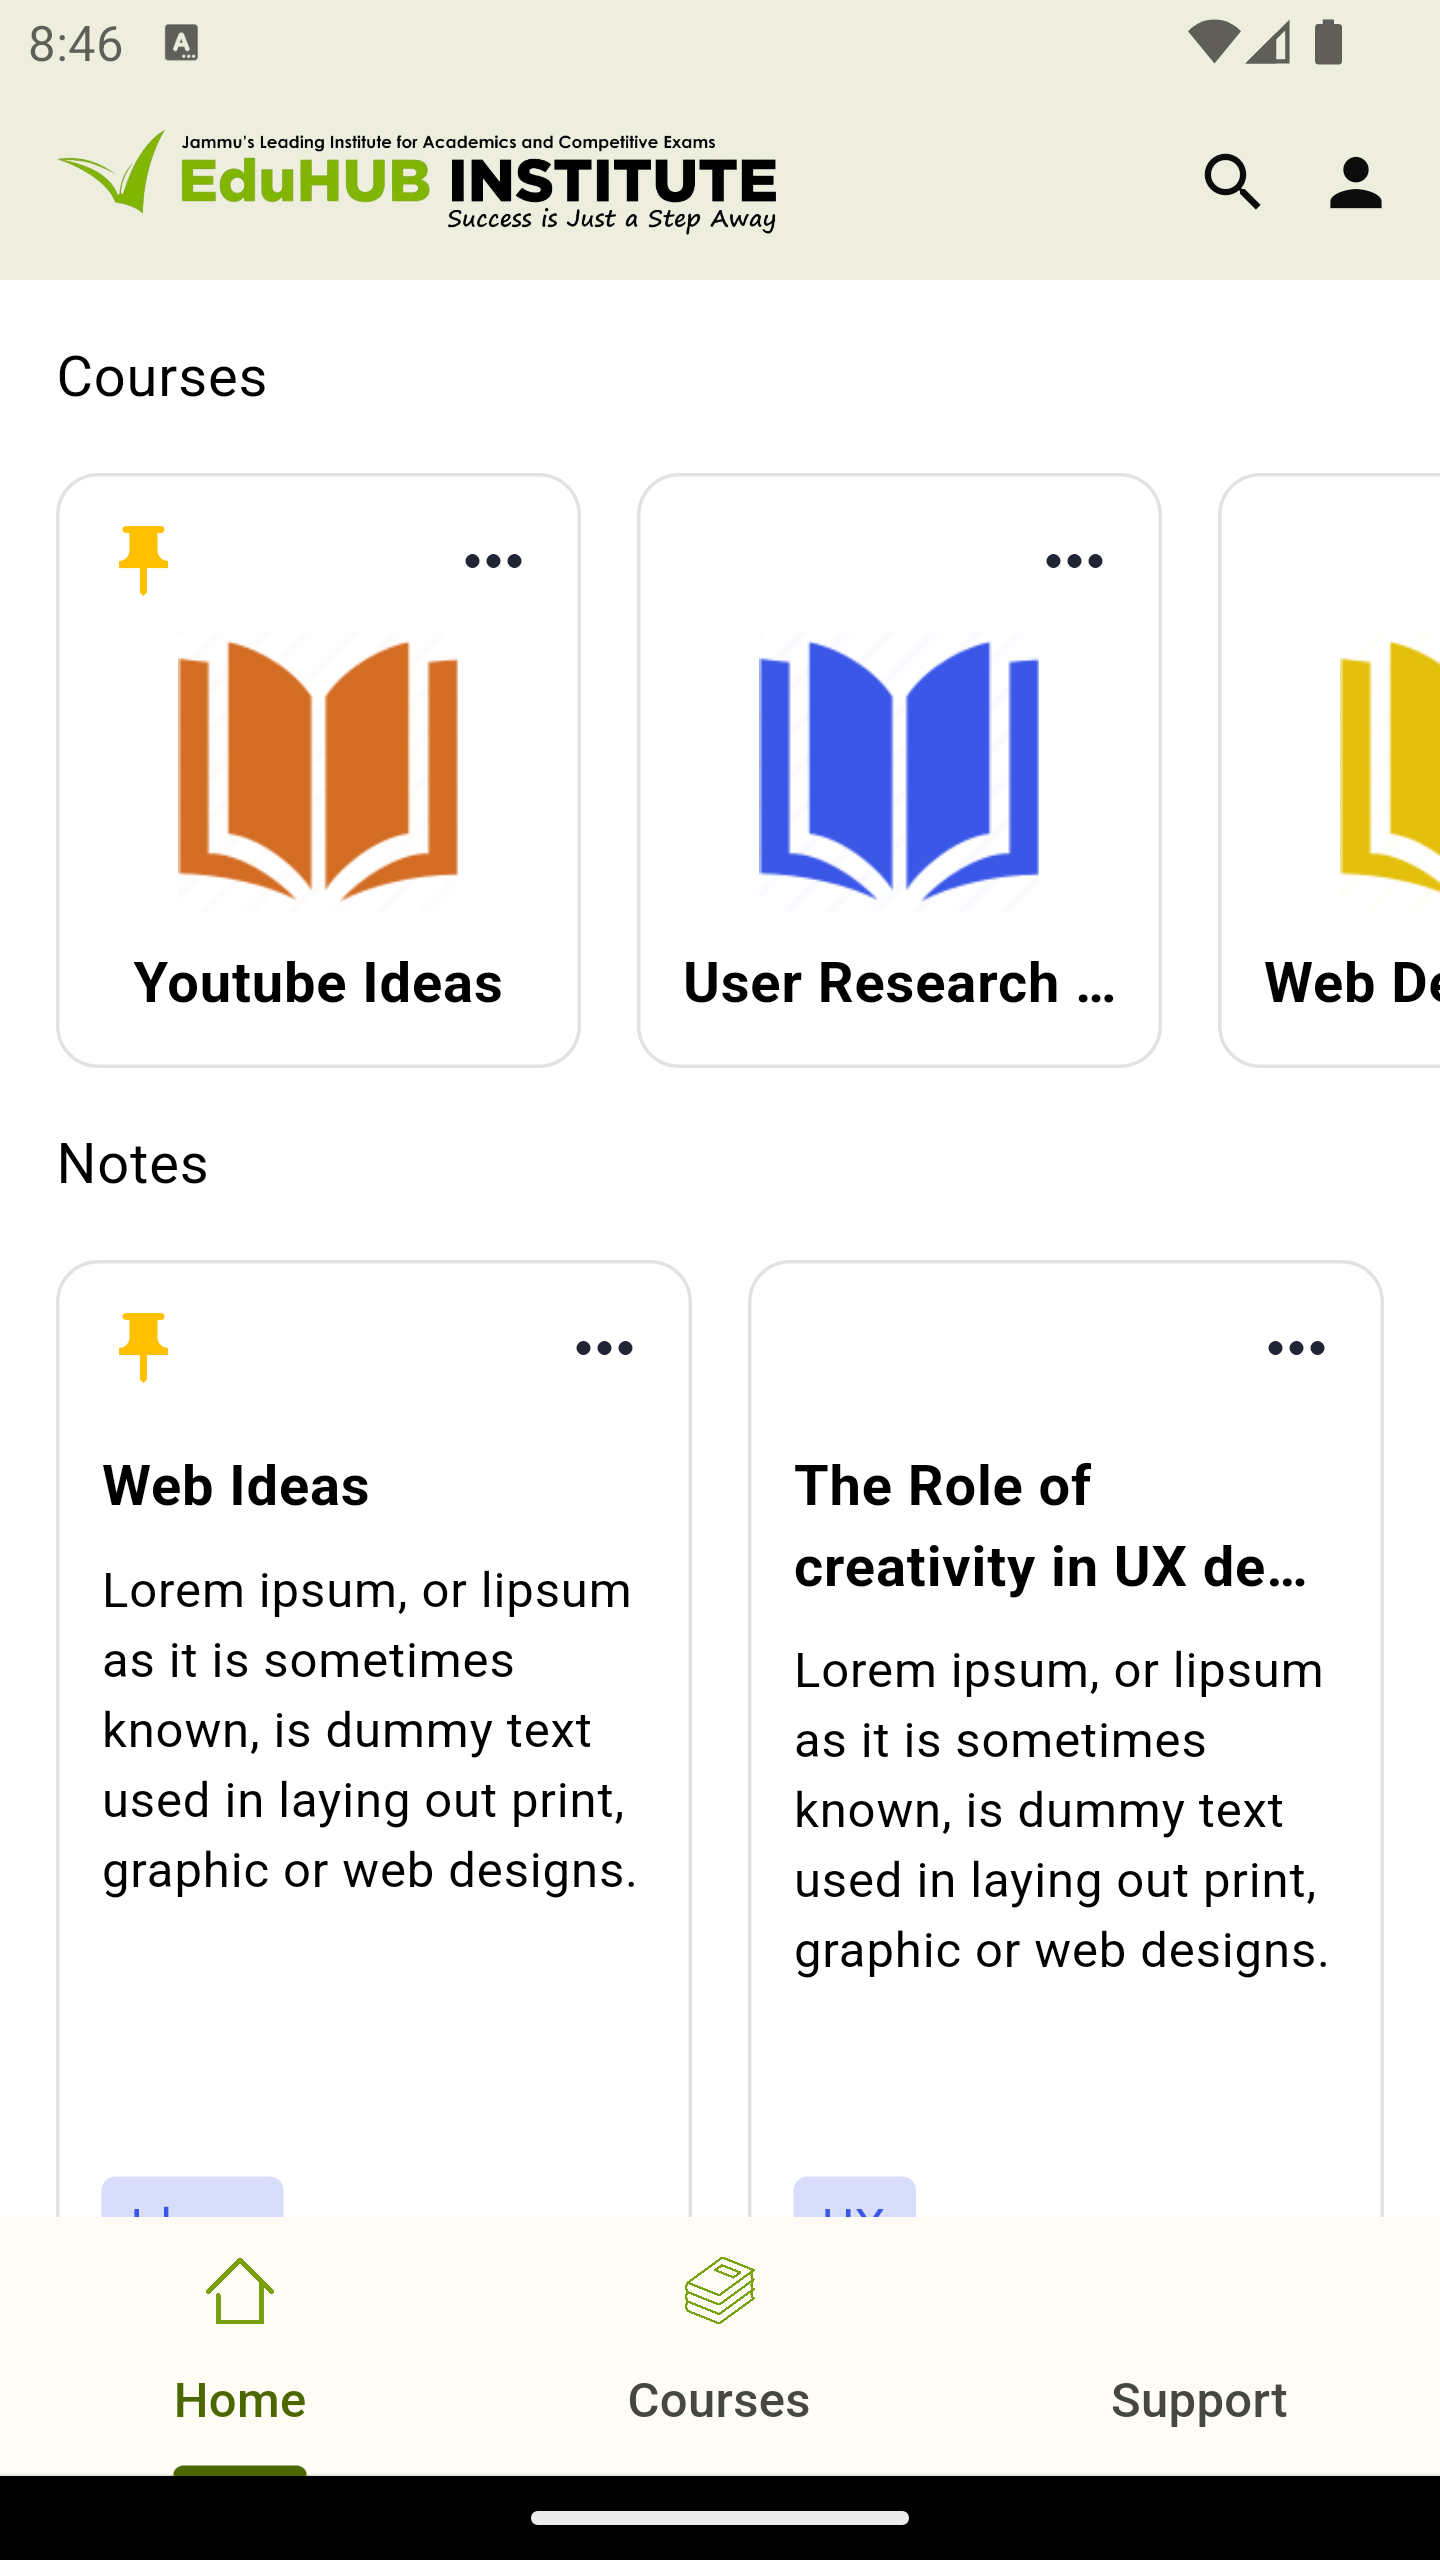 8:46
Jammu's Leading Institute for Academics and Competitive Exams
EduHUB INSTITUTE
Success is Just a Step Away
Courses
Youtube Ideas
User Research ...
Web De
Notes
Web Ideas
Lorem ipsum, or lipsum
as it is sometimes
known, is dummy text
used in laying out print,
graphic or web designs.
The Role of
creativity in UX de...
Lorem ipsum, or lipsum
as it is sometimes
known, is dummy text
used in laying out print,
graphic or web designs.
UX
Home
Courses
Support